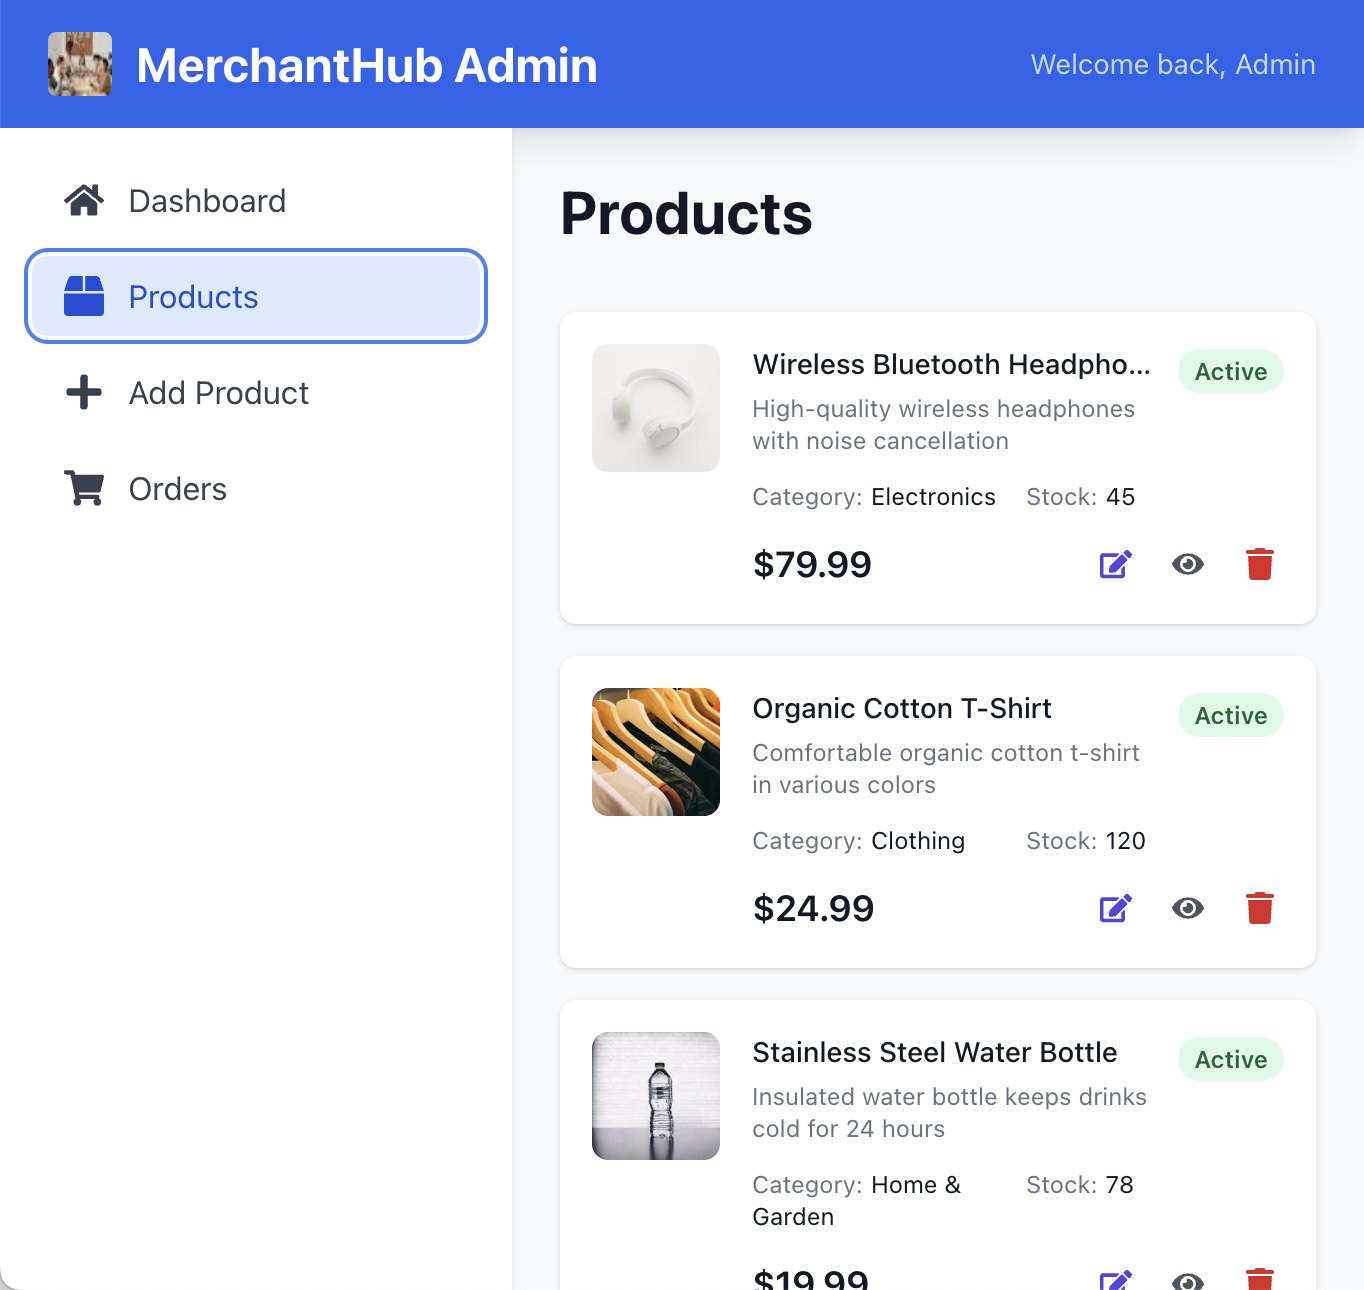 MerchantHub Admin
Welcome back, Admin
Dashboard
Products
Add Product
Orders
Products
Wireless Bluetooth Headpho...
Active
High-quality wireless headphones
with noise cancellation
Category: Electronics
Stock: 45
$79.99
Organic Cotton T-Shirt
Active
Comfortable organic cotton t-shirt
in various colors
Category: Clothing
Stock: 120
$24.99
Stainless Steel Water Bottle
Active
Insulated water bottle keeps drinks
cold for 24 hours
Category: Home &
Garden
Stock: 78
$19.99